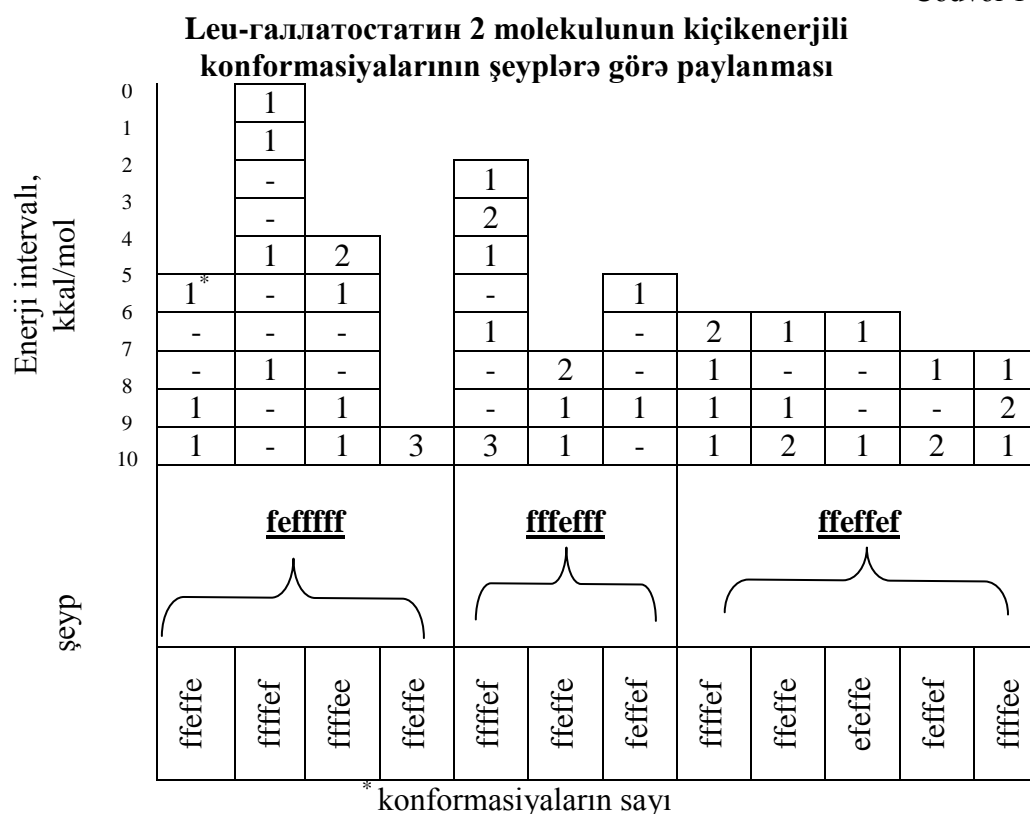 Leu-галлатостатин 2 molekulunun kiçikenerjili
konformasiyalarının şeyplərə görə paylanması
Enerji intervalı,
kkal/mol
0
1
2
3
4
5
6
7
8
9
10
1
1
- 1
- 2
1 2 1
1* - 1 - 1
- - - 1 - 2 1 1
- 1 - - 2 - 1 - - 1 1
1 - 1 - 1 1 1 1 - - 2
1 - 1 3 3 1 - 1 2 1 2 1
şeyp
fefffff fffefff ffeffef
ffeffe ffffef ffffee ffeffe ffffef ffeffe feffef ffffef ffeffe efeffe feffef ffffee
* konformasiyaların sayı